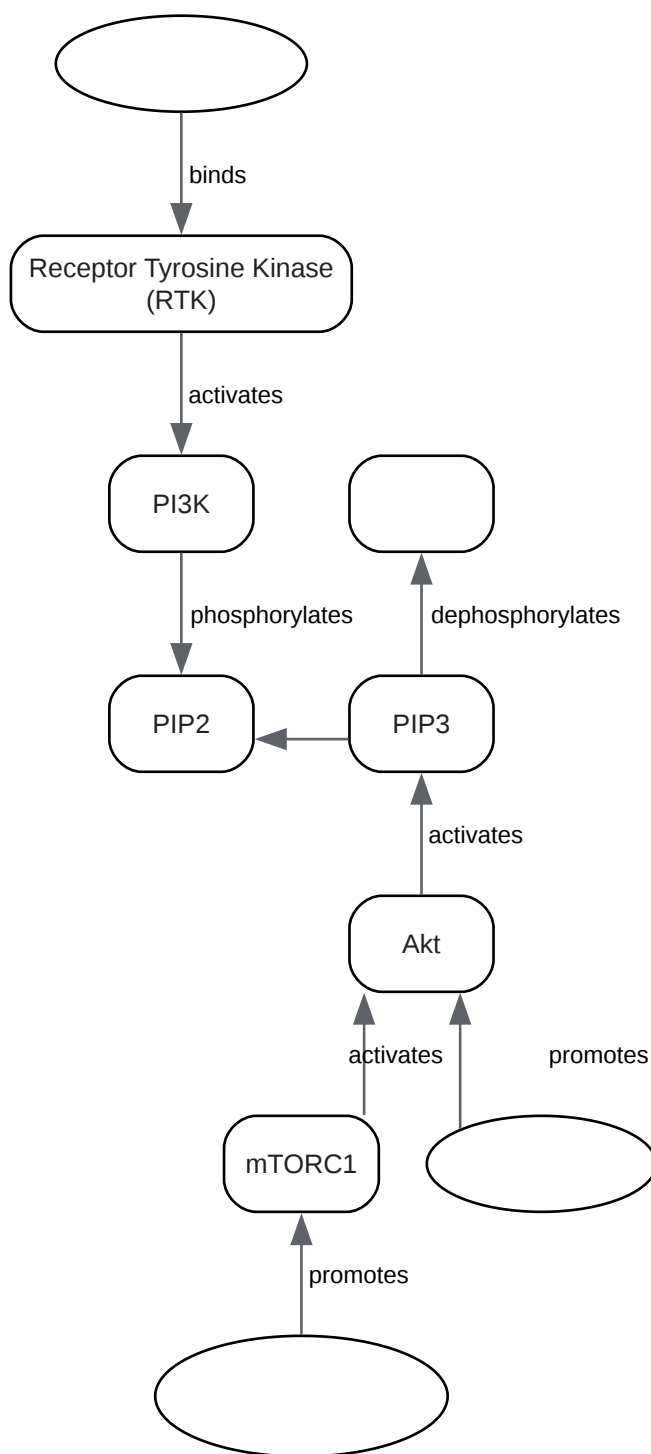 binds
Receptor Tyrosine Kinase
(RTK)
activates
PI3K
phosphorylates
dephosphorylates
PIP2
PIP3
activates
Akt
activates
promotes
mTORC1
promotes